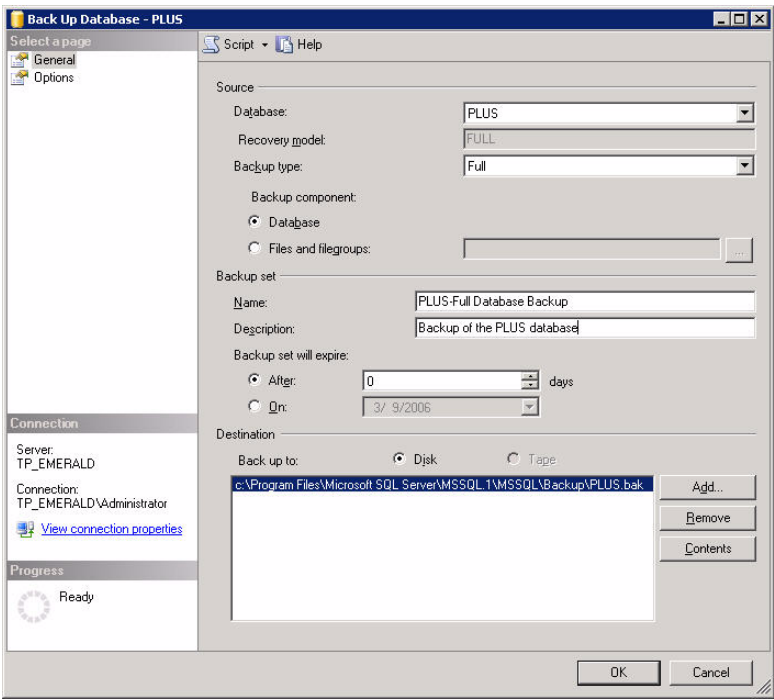 Back Up Database - PLUS
Select a page
General
Options
Script
Help
Source
Database:
PLUS
Recovery model:
FULL
Backup type:
Full
Backup component:
Database
Files and filegroups:
...
Backup set
Name:
PLUS-Full Database Backup
Description:
Backup of the PLUS database
Backup set will expire:
After:
0
days
On:
3/ 9/2006
Destination
Back up to:
Disk
Tape
c:\Program Files\Microsoft SQL Server\MSSQL.1\MSSQL\Backup\PLUS.bak
Add...
Remove
Contents
Connection
Server:
TP_EMERALD
Connection:
TP_EMERALD\Administrator
View connection properties
Progress
Ready
OK
Cancel